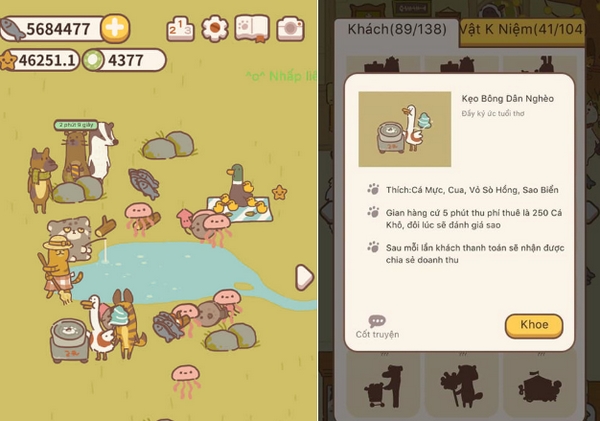 5684477
46251.1
4377
^o^ Nhấp liê
2 phút 9 giây
Khách(89/138)
Vật K Niệm(41/104)
Kẹo Bông Dân Nghèo
Đầy ký ức tuổi thơ
Thích:Cá Mực, Cua, Vỏ Sò Hồng, Sao Biển
Gian hàng cứ 5 phút thu phí thuê là 250 Cá
Khô, đôi lúc sẽ đánh giá sao
Sau mỗi lần khách thanh toán sẽ nhận được
chia sẻ doanh thu
Cốt truyện
Khoe